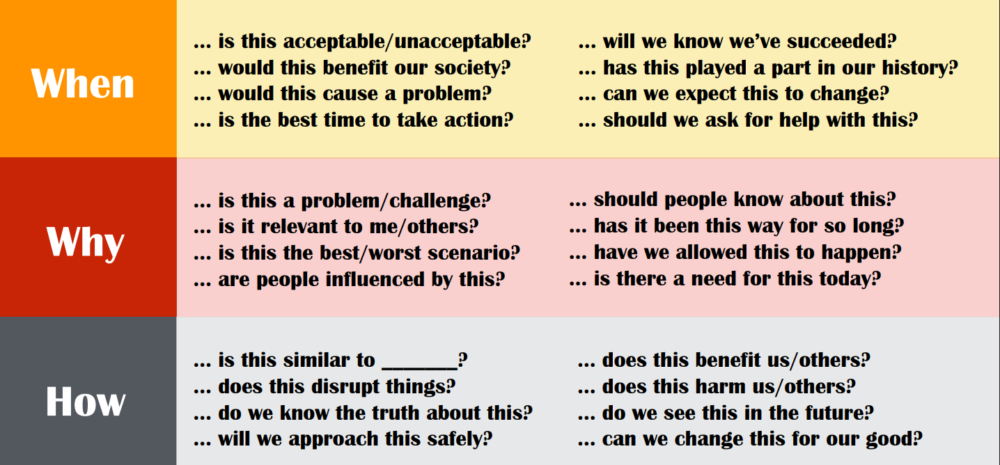 When
... is this acceptable/unacceptable?
... would this benefit our society?
... would this cause a problem?
... is the best time to take action?
... will we know we’ve succeeded?
... has this played a part in our history?
... can we expect this to change?
... should we ask for help with this?
Why
... is this a problem/challenge?
... is it relevant to me/others?
... is this the best/worst scenario?
... are people influenced by this?
... should people know about this?
... has it been this way for so long?
... have we allowed this to happen?
... is there a need for this today?
How
... is this similar to _______?
... does this disrupt things?
... do we know the truth about this?
... will we approach this safely?
... does this benefit us/others?
... does this harm us/others?
... do we see this in the future?
... can we change this for our good?